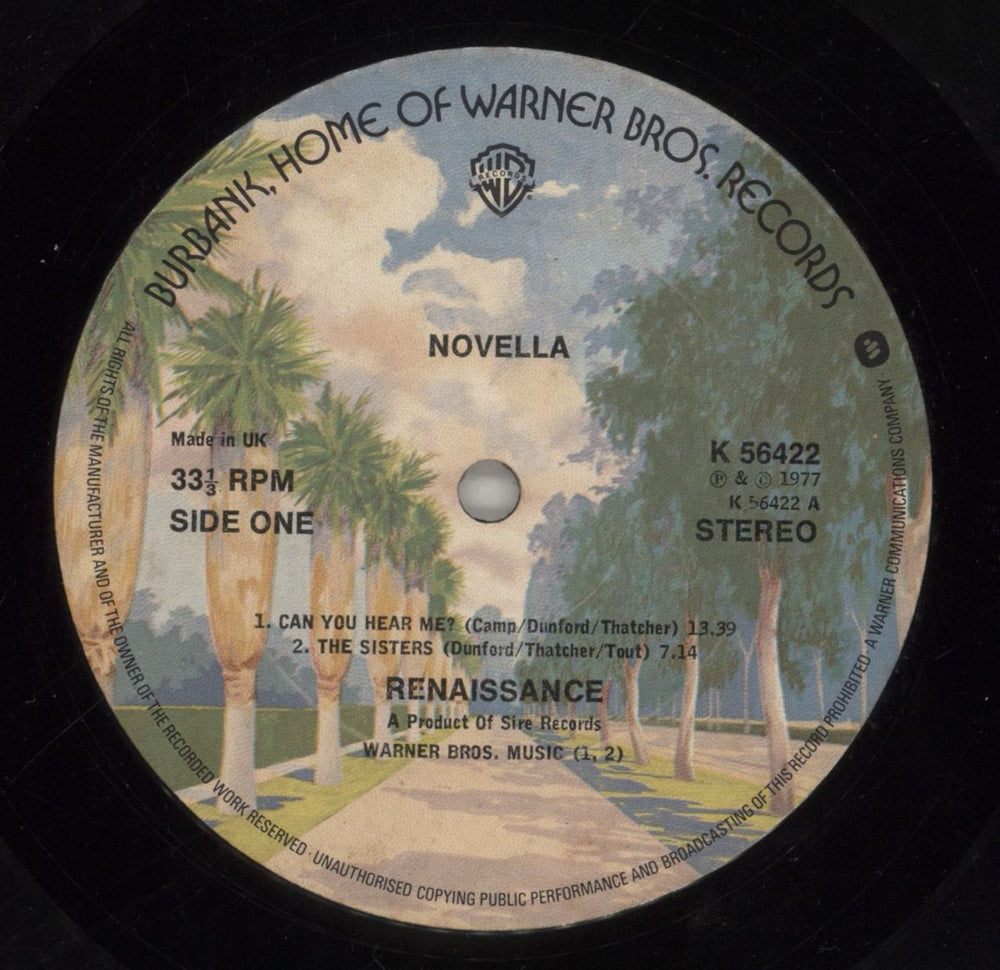 BURBANK, HOME OF WARNER BROS. RECORDS
RECORDS
NOVELLA
Made in UK
33⅓ RPM
SIDE ONE
K 56422
Ⓟ & © 1977
K 56422 A
STEREO
1. CAN YOU HEAR ME? (Camp/Dunford/Thatcher) 13.39
2. THE SISTERS (Dunford/Thatcher/Tout) 7.14
RENAISSANCE
A Product Of Sire Records
WARNER BROS. MUSIC (1, 2)
ALL RIGHTS OF THE MANUFACTURER AND OF THE OWNER OF THE RECORDED WORK RESERVED · UNAUTHORISED COPYING PUBLIC PERFORMANCE AND BROADCASTING OF THIS RECORD PROHIBITED · A WARNER COMMUNICATIONS COMPANY ·